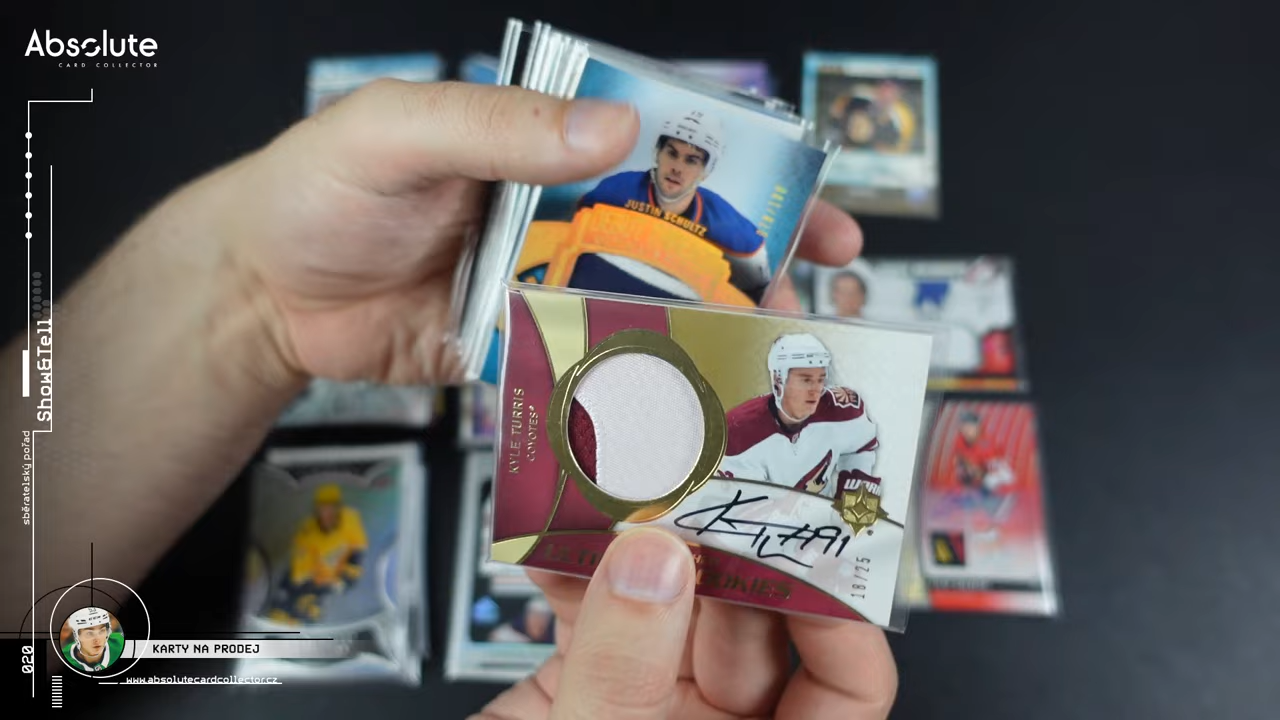 Absolute
CARD COLLECTOR
Show&Tell
sběratelský pořad
020
KARTY NA PRODEJ
www.absolutecardcollector.cz
JUSTIN SCHULTZ
KYLE TURRIS
COYOTES
#91
18/25